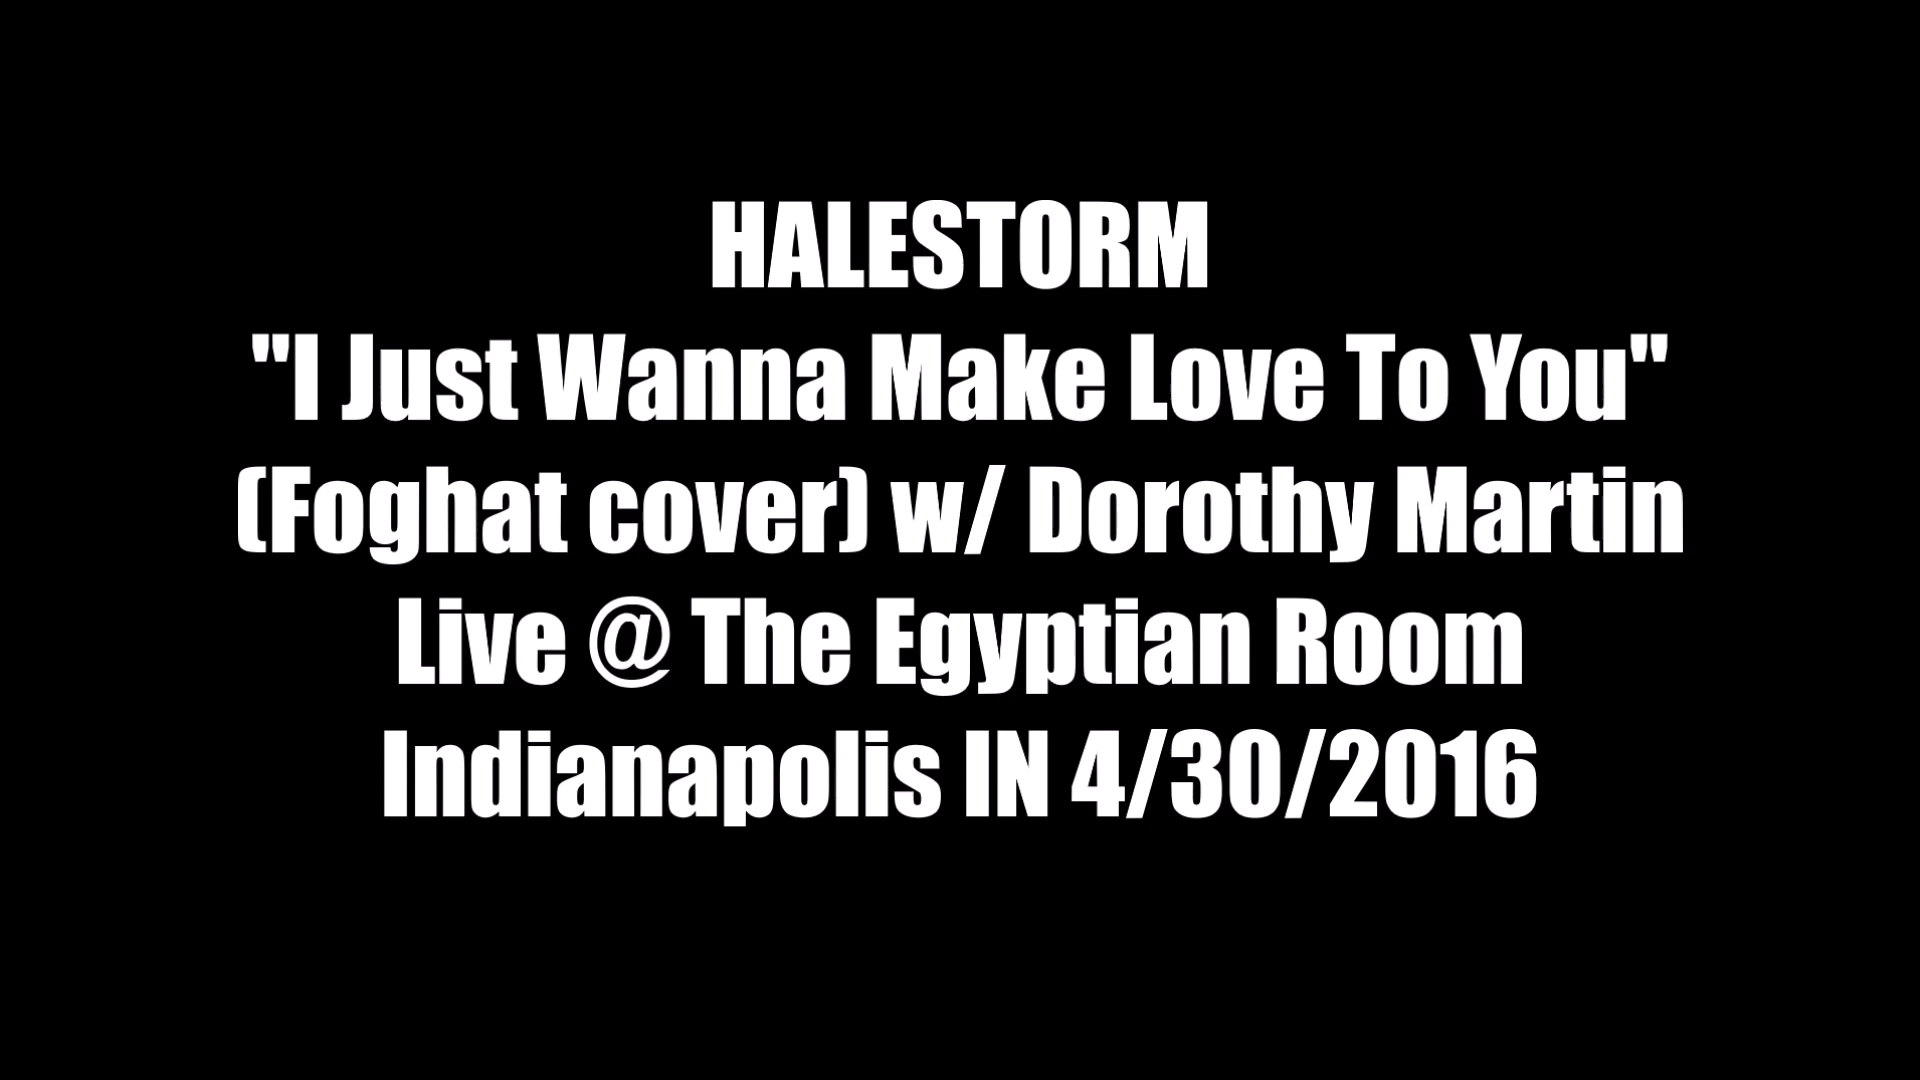 HALESTORM
"I Just Wanna Make Love To You"
(Foghat cover) w/ Dorothy Martin
Live @ The Egyptian Room
Indianapolis IN 4/30/2016